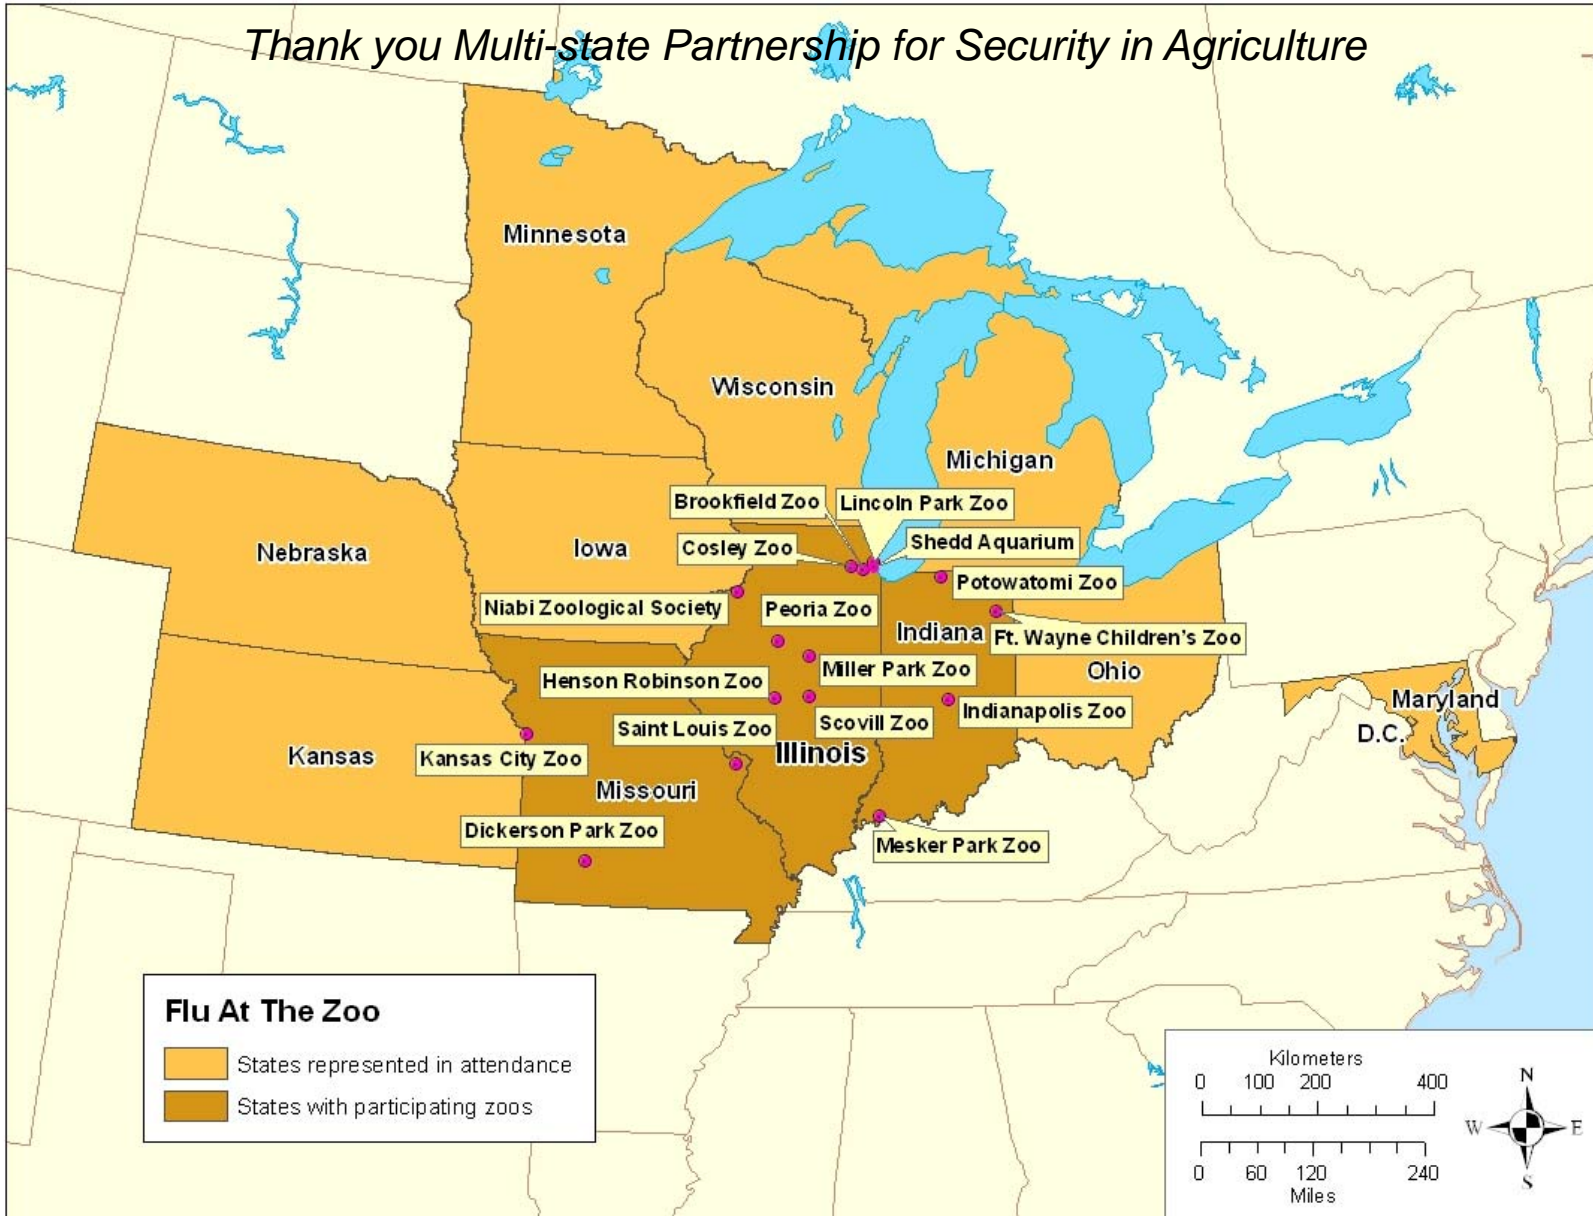 Thank you Multi-state Partnership for Security in Agriculture
Minnesota
Wisconsin
Michigan
Brookfield Zoo
Lincoln Park Zoo
Cosley Zoo
Shedd Aquarium
Nebraska
Iowa
Potowatomi Zoo
Niabi Zoological Society
Peoria Zoo
Indiana
Ft. Wayne Children's Zoo
Henson Robinson Zoo
Miller Park Zoo
Ohio
Maryland
Saint Louis Zoo
Scovill Zoo
Indianapolis Zoo
D.C.
Kansas
Kansas City Zoo
Illinois
Missouri
Dickerson Park Zoo
Mesker Park Zoo
Flu At The Zoo
States represented in attendance
States with participating zoos
Kilometers
0 100 200 400
0 60 120 240
Miles
N
W E
S